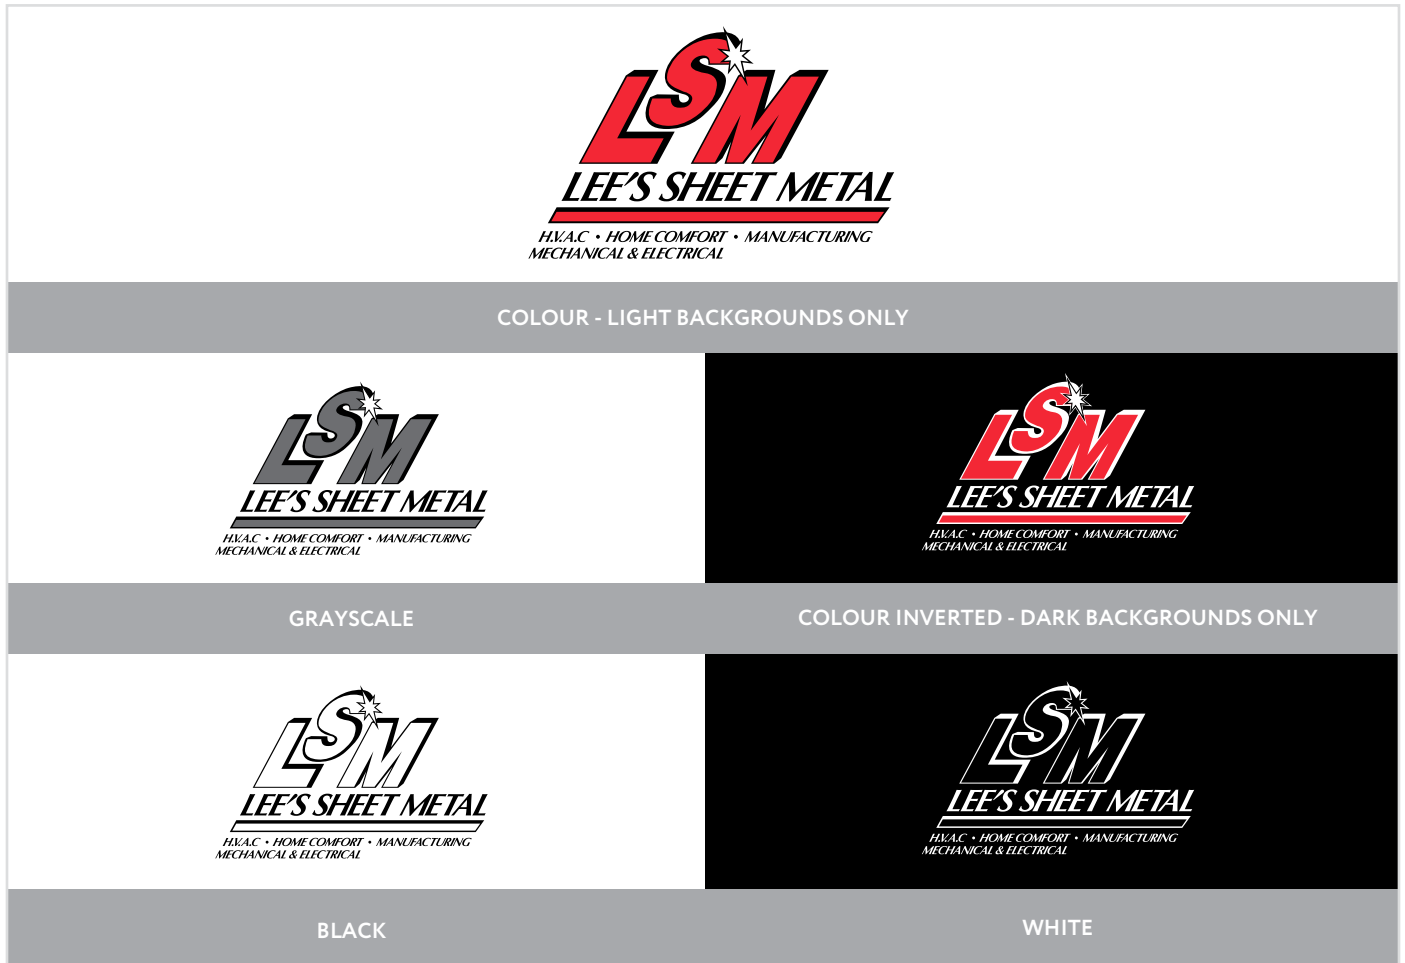 LSM
LEE'S SHEET METAL
H.V.A.C • HOME COMFORT • MANUFACTURING
MECHANICAL & ELECTRICAL
COLOUR - LIGHT BACKGROUNDS ONLY
LSM
LEE'S SHEET METAL
H.V.A.C • HOME COMFORT • MANUFACTURING
MECHANICAL & ELECTRICAL
GRAYSCALE
LSM
LEE'S SHEET METAL
H.V.A.C • HOME COMFORT • MANUFACTURING
MECHANICAL & ELECTRICAL
COLOUR INVERTED - DARK BACKGROUNDS ONLY
LSM
LEE'S SHEET METAL
H.V.A.C • HOME COMFORT • MANUFACTURING
MECHANICAL & ELECTRICAL
BLACK
LSM
LEE'S SHEET METAL
H.V.A.C • HOME COMFORT • MANUFACTURING
MECHANICAL & ELECTRICAL
WHITE